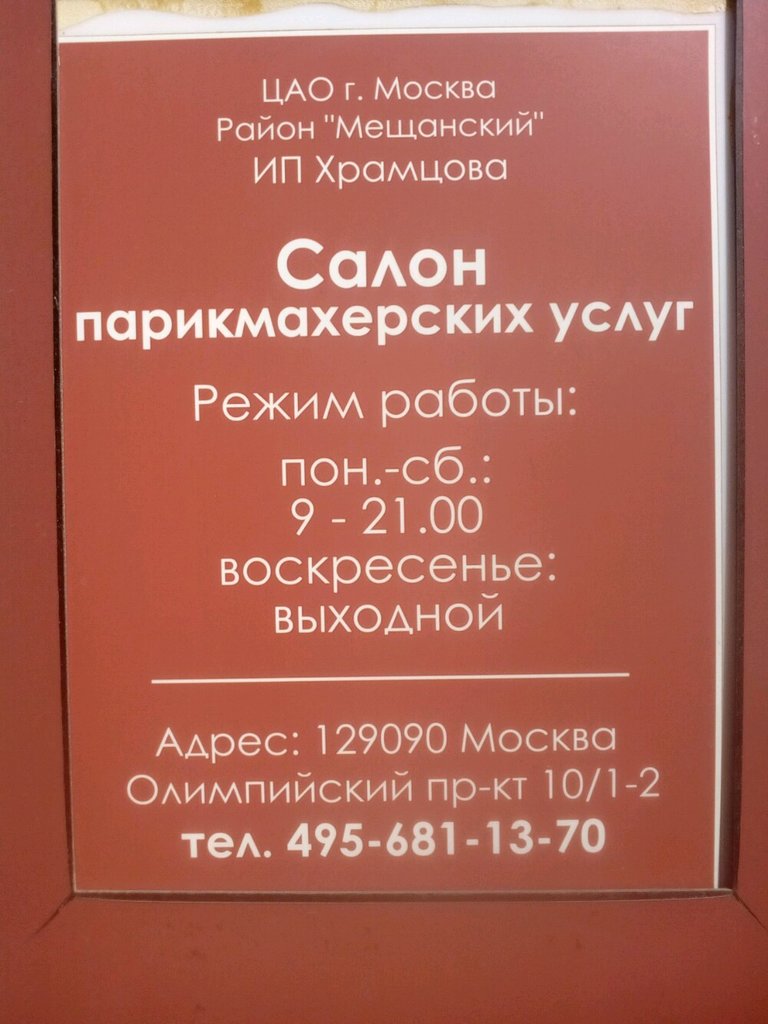 ЦАО г. Москва
Район "Мещанский"
ИП Храмцова
Салон
парикмахерских услуг
Режим работы:
пон.-сб.:
9 - 21.00
воскресенье:
выходной
Адрес: 129090 Москва
Олимпийский пр-кт 10/1-2
тел. 495-681-13-70